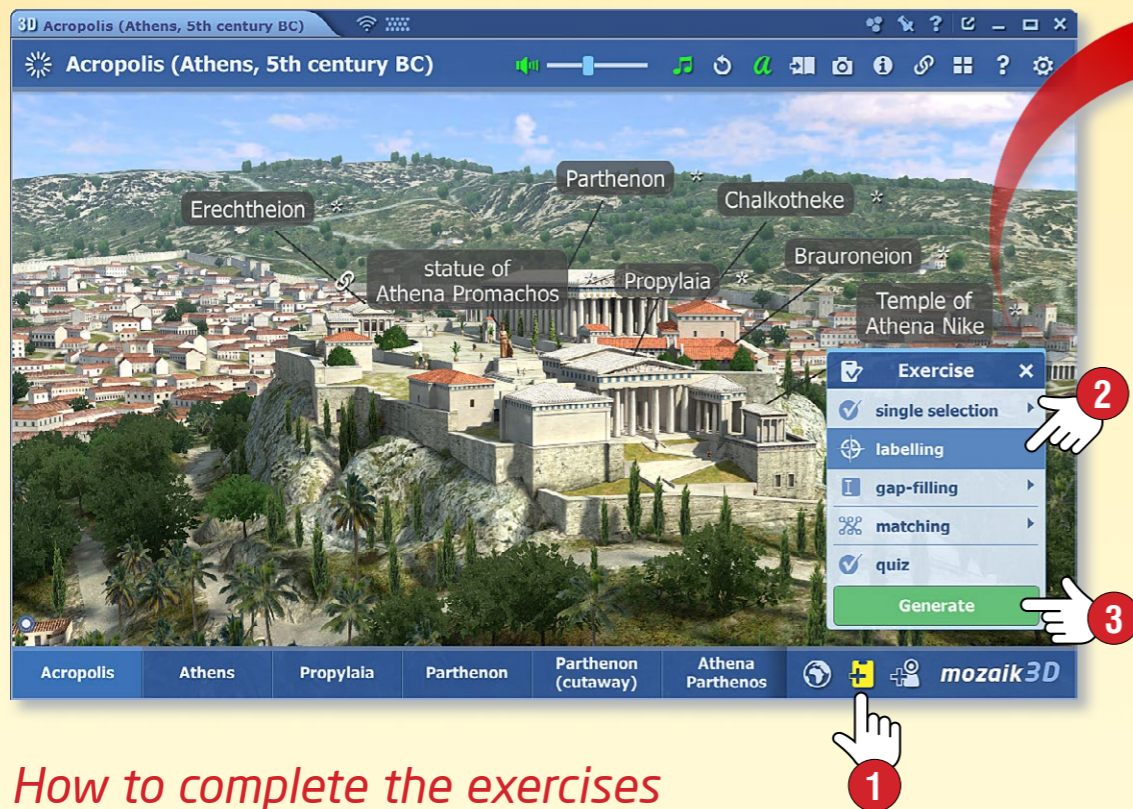 3D Acropolis (Athens, 5th century BC)
Acropolis (Athens, 5th century BC)
Parthenon
Erechtheion
Chalkotheke
Brauroneion
statue of
Athena Promachos
Propylaia
Temple of
Athena Nike
Exercise
single selection
labelling
gap-filling
matching
quiz
Generate
2
3
Acropolis
Athens
Propylaia
Parthenon
Parthenon
(cutaway)
Athena
Parthenos
mozaik3D
1
How to complete the exercises